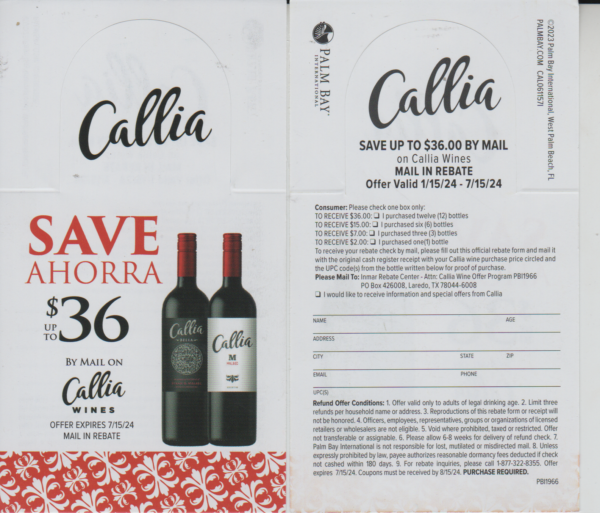 Callia
SAVE
AHORRA
UP
TO
$36
BY MAIL ON
Callia
WINES
OFFER EXPIRES 7/15/24
MAIL IN REBATE
Callia
Callia
M
PALM BAY
INTERNATIONAL
Callia
©2023 Palm Bay International, West Palm Beach, FL
PALMBAY.COM CAL0611571
SAVE UP TO $36.00 BY MAIL
on Callia Wines
MAIL IN REBATE
Offer Valid 1/15/24 - 7/15/24
Consumer: Please check one box only:
TO RECEIVE $36.00: ❏ I purchased twelve (12) bottles
TO RECEIVE $15.00: ❏ I purchased six (6) bottles
TO RECEIVE $7.00: ❏ I purchased three (3) bottles
TO RECEIVE $2.00: ❏ I purchased one(1) bottle
To receive your rebate check by mail, please fill out this official rebate form and mail it
with the original cash register receipt with your Callia wine purchase price circled and
the UPC code(s) from the bottle written below for proof of purchase.
Please Mail To: Inmar Rebate Center - Attn: Callia Wine Offer Program PBI1966
PO Box 426008, Laredo, TX 78044-6008
❏ I would like to receive information and special offers from Callia
NAME AGE
ADDRESS
CITY STATE ZIP
EMAIL PHONE
UPC(S)
Refund Offer Conditions: 1. Offer valid only to adults of legal drinking age. 2. Limit three
refunds per household name or address. 3. Reproductions of this rebate form or receipt will
not be honored. 4. Officers, employees, representatives, groups or organizations of licensed
retailers or wholesalers are not eligible. 5. Void where prohibited, taxed or restricted. Offer
not transferable or assignable. 6. Please allow 6-8 weeks for delivery of refund check. 7.
Palm Bay International is not responsible for lost, mutilated or misdirected mail. 8. Unless
expressly prohibited by law, payee authorizes reasonable dormancy fees deducted if check
not cashed within 180 days. 9. For rebate inquiries, please call 1-877-322-8355. Offer
expires 7/15/24. Coupons must be received by 8/15/24. PURCHASE REQUIRED.
PBI1966